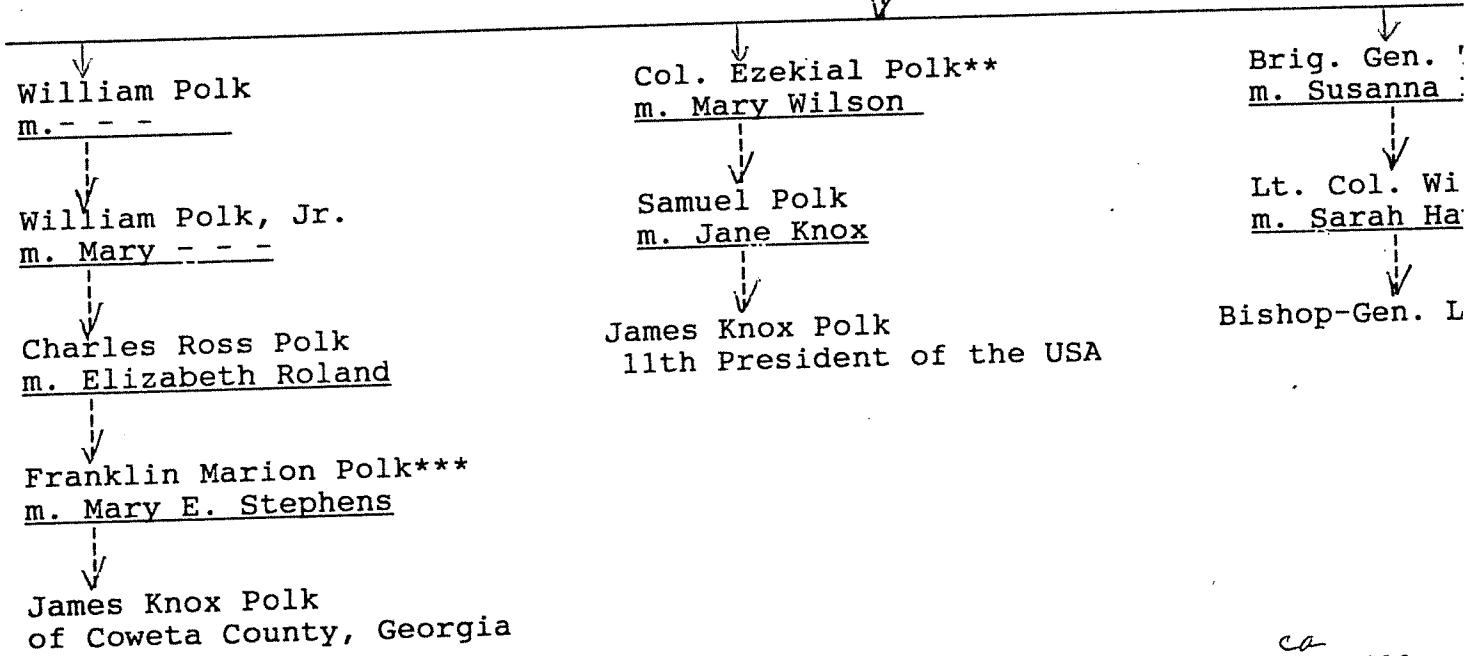 William Polk
m.- - -
William Polk, Jr.
m. Mary - - -
Charles Ross Polk
m. Elizabeth Roland
Franklin Marion Polk***
m. Mary E. Stephens
James Knox Polk
of Coweta County, Georgia
Col. Ezekial Polk**
m. Mary Wilson
Samuel Polk
m. Jane Knox
James Knox Polk
11th President of the USA
Brig. Gen.
m. Susanna
Lt. Col. Wi
m. Sarah Ha
Bishop-Gen. L
ca